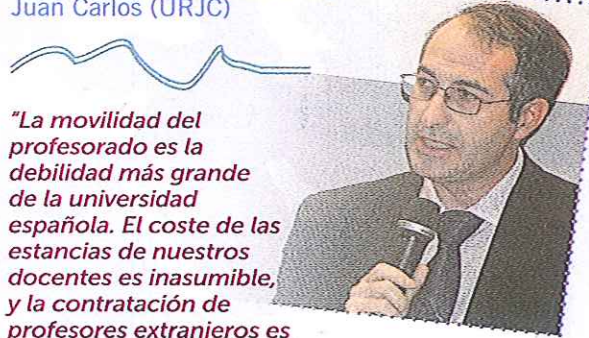 Juan Carlos (URJC)
"La movilidad del
profesorado es la
debilidad más grande
de la universidad
española. El coste de las
estancias de nuestros
docentes es inasumible,
y la contratación de
profesores extranjeros es